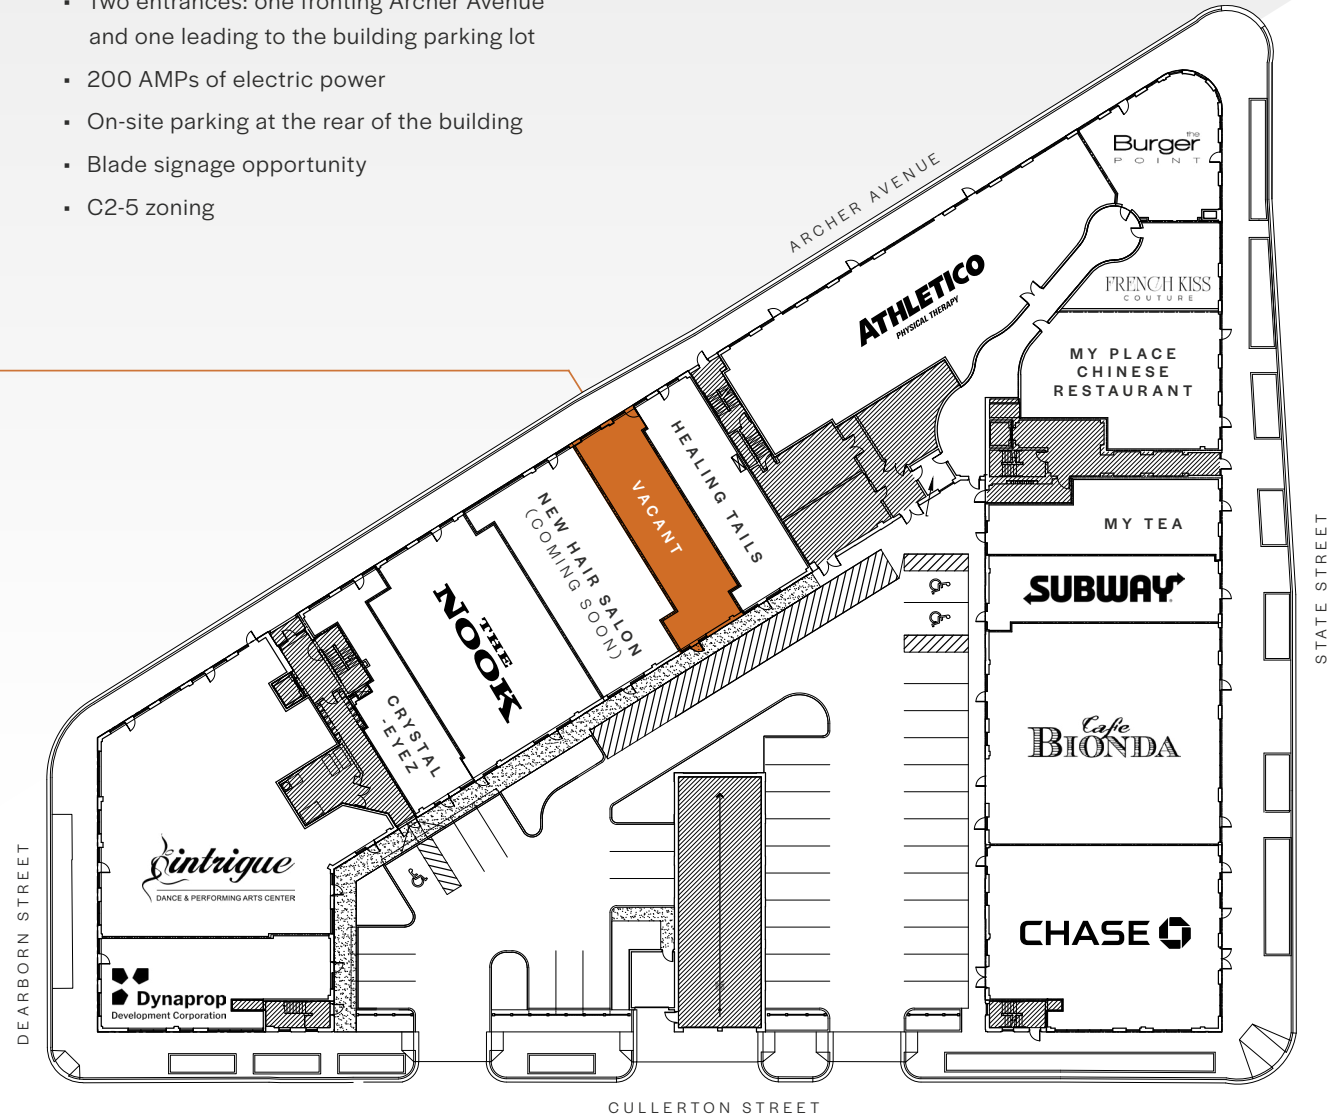 ▪ Two entrances: one fronting Archer Avenue
and one leading to the building parking lot
▪ 200 AMPs of electric power
▪ On-site parking at the rear of the building
▪ Blade signage opportunity
▪ C2-5 zoning
ARCHER AVENUE
the
Burger
POINT
ATHLETICO
PHYSICAL THERAPY
FRENCH KISS
COUTURE
MY PLACE
CHINESE
RESTAURANT
HEALING TAILS
VACANT
NEW HAIR SALON
(COMING SOON)
MY TEA
SUBWAY
STATE STREET
THE
NOOK
CRYSTAL
-EYEZ
Cafe
BIONDA
intrigue
DANCE & PERFORMING ARTS CENTER
CHASE
DEARBORN STREET
Dynaprop
Development Corporation
CULLERTON STREET